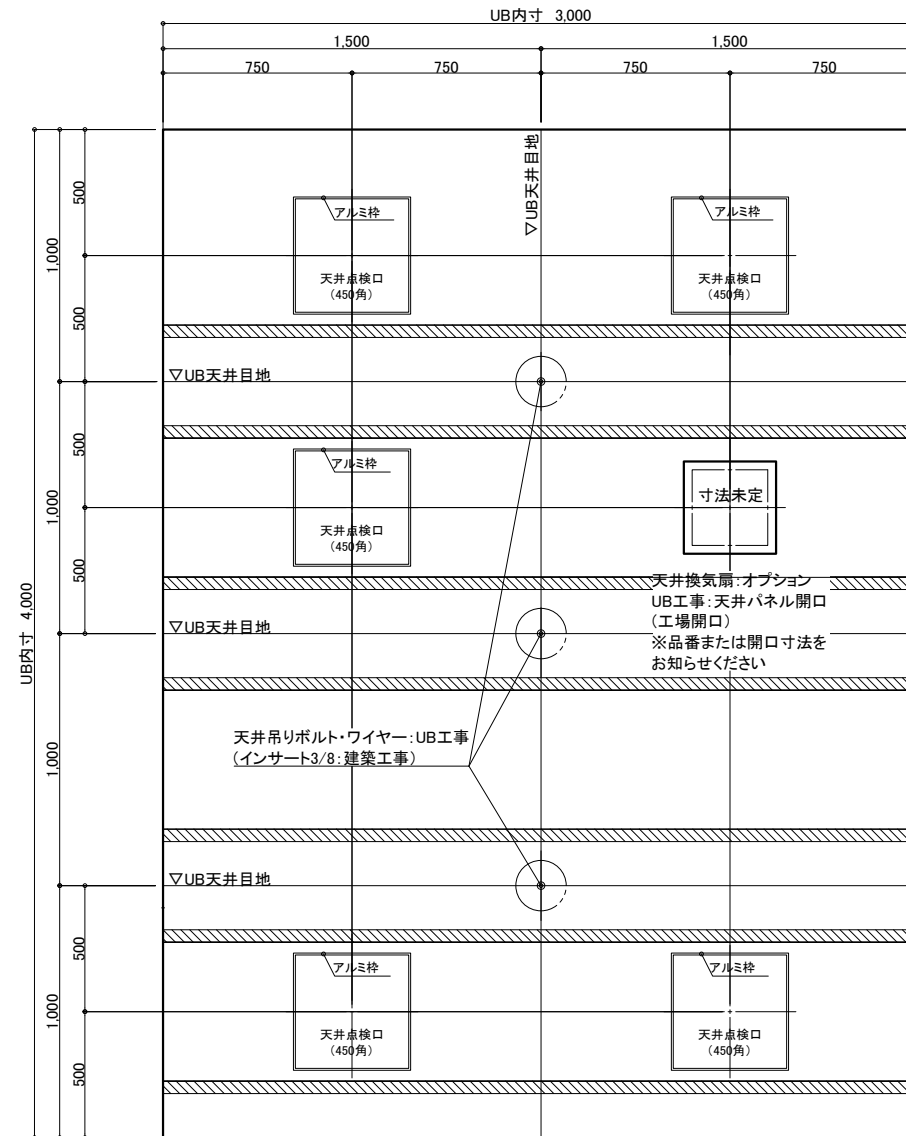 UB内寸 3,000
1,500
1,500
750
750
750
750
▽UB天井目地
500
1,000
500
アルミ枠
天井点検口
(450角)
アルミ枠
天井点検口
(450角)
▽UB天井目地
500
1,000
500
アルミ枠
天井点検口
(450角)
寸法未定
天井換気扇:オプション
UB工事:天井パネル開口
(工場開口)
※品番または開口寸法を
お知らせください
UB内寸 4,000
▽UB天井目地
天井吊りボルト・ワイヤー:UB工事
(インサート3/8:建築工事)
1,000
▽UB天井目地
500
1,000
500
アルミ枠
天井点検口
(450角)
アルミ枠
天井点検口
(450角)